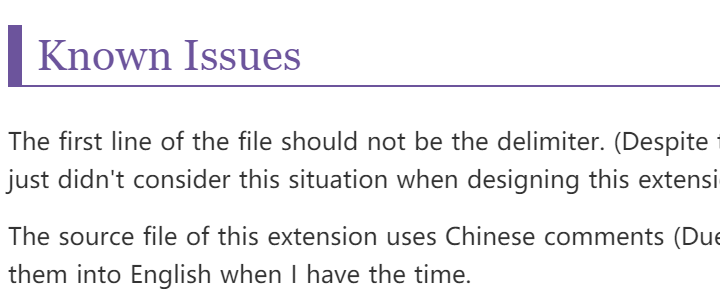 Known Issues
The first line of the file should not be the delimiter. (Despite
just didn't consider this situation when designing this
The source file of this extension uses Chinese comments
them into English when I have the time.